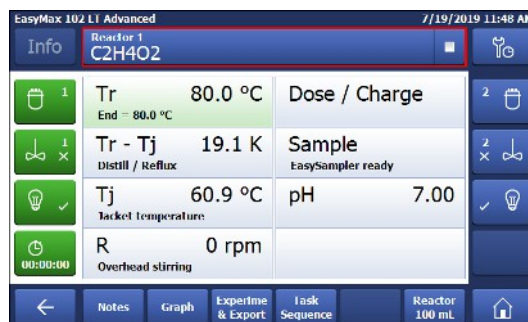 EasyMax 102 LT Advanced 7/19/2019 11:48 AM
Info
Reactor 1
C2H4O2
1
Tr 80.0 °C
End = 80.0 °C
Dose / Charge
2
1
Tr - Tj 19.1 K
Distill / Reflux
Sample
EasySampler ready
2
Tj 60.9 °C
Jacket temperature
pH 7.00
00:00:00
R 0 rpm
Overhead stirring
Notes
Graph
Experime
& Export
Task
Sequence
Reactor
100 mL